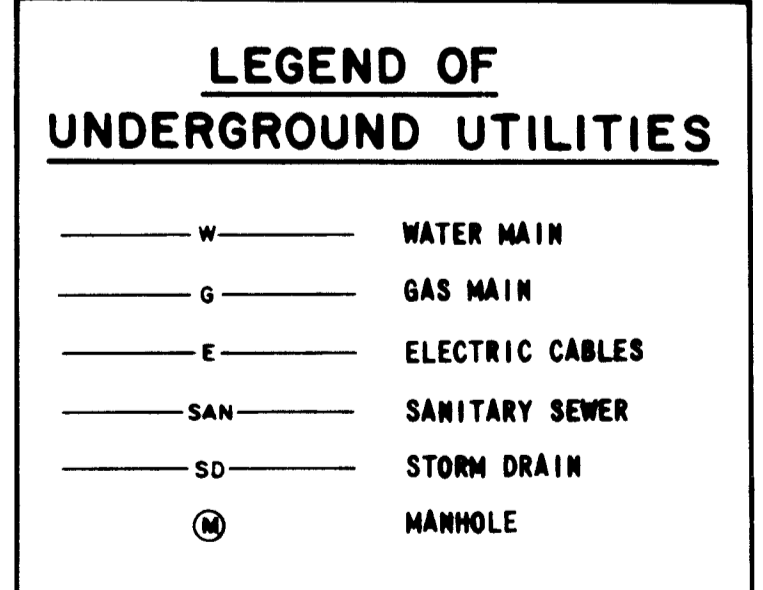 LEGEND OF
UNDERGROUND UTILITIES
W WATER MAIN
G GAS MAIN
E ELECTRIC CABLES
SAN SANITARY SEWER
SD STORM DRAIN
M MANHOLE